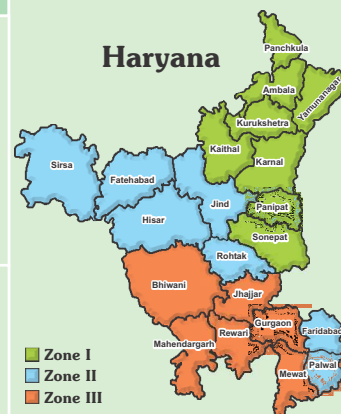 Haryana
Panchkula
Ambala
Yamunanagar
Kurukshetra
Kaithal
Karnal
Sirsa
Fatehabad
Panipat
Jind
Hisar
Sonepat
Rohtak
Bhiwani
Jhajjar
Gurgaon
Faridabad
Rewari
Mahendargarh
Palwal
Mewat
Zone I
Zone II
Zone III